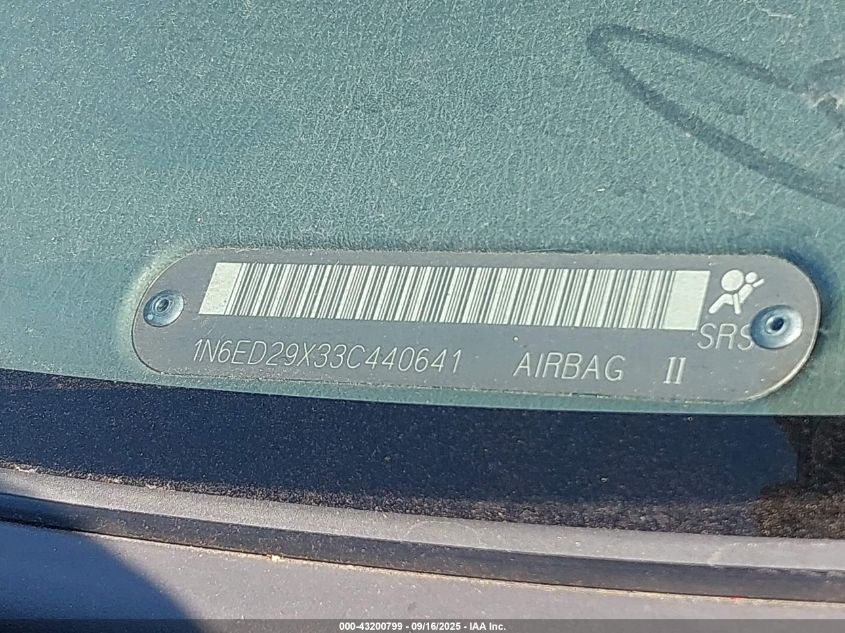 SRS
1N6ED29X33C440641 AIRBAG II
000-43200799 - 09/16/2025 - IAA Inc.